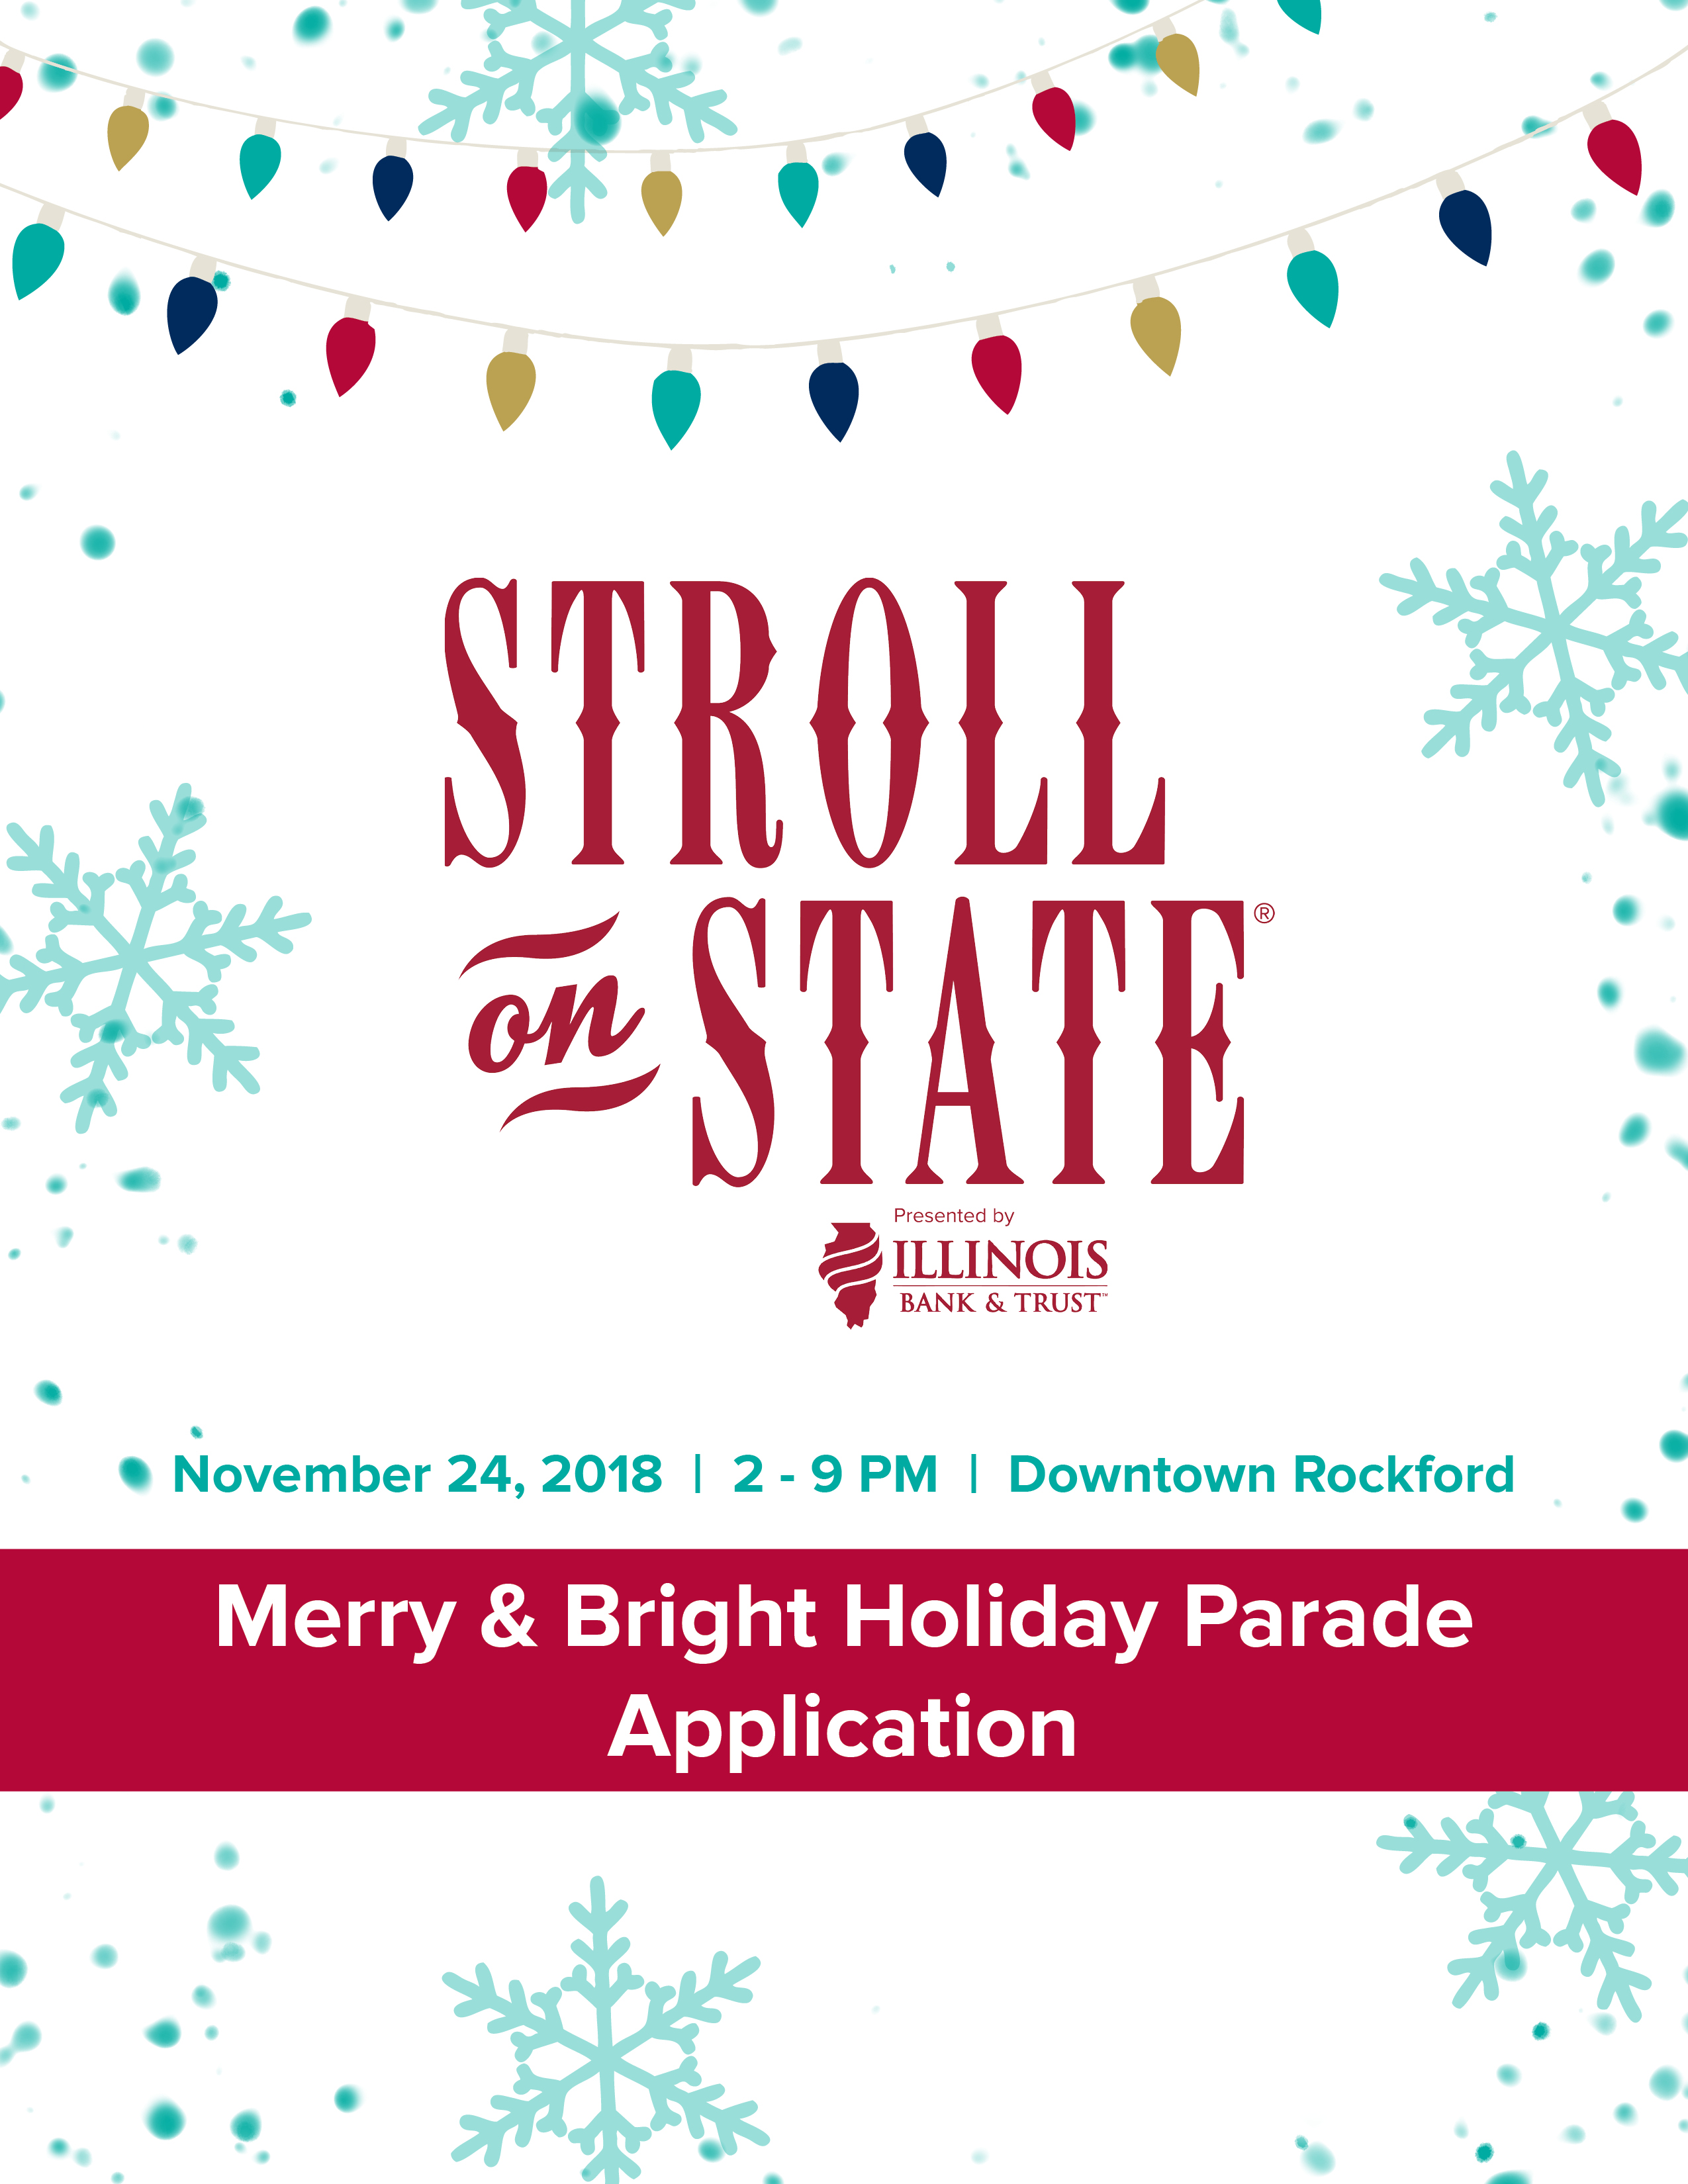 STROLL
on STATE®
Presented by
ILLINOIS
BANK & TRUST™
November 24, 2018 | 2 - 9 PM | Downtown Rockford
Merry & Bright Holiday Parade
Application